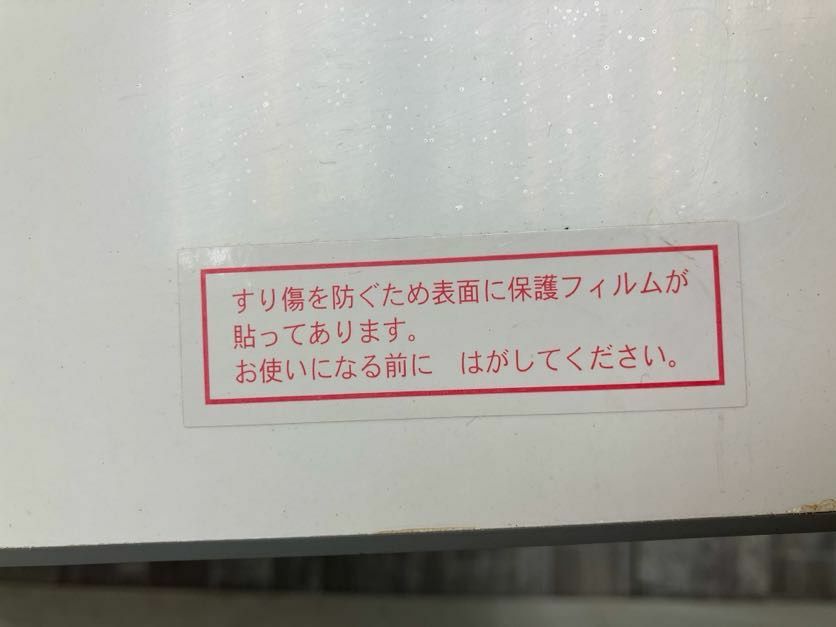 すり傷を防ぐため表面に保護フィルムが
貼ってあります。
お使いになる前に　はがしてください。